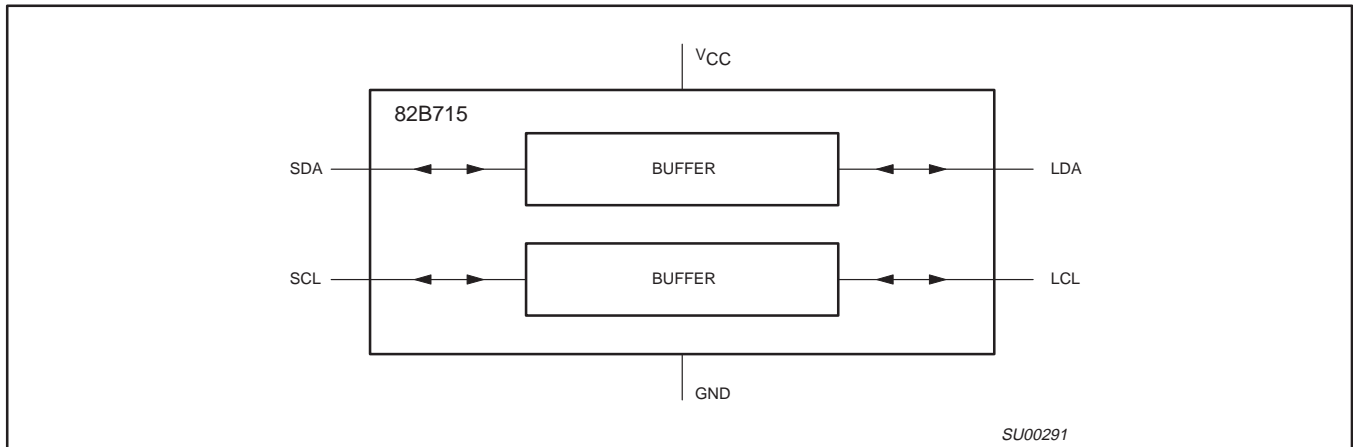 VCC
82B715
SDA
BUFFER
LDA
SCL
BUFFER
LCL
GND
SU00291